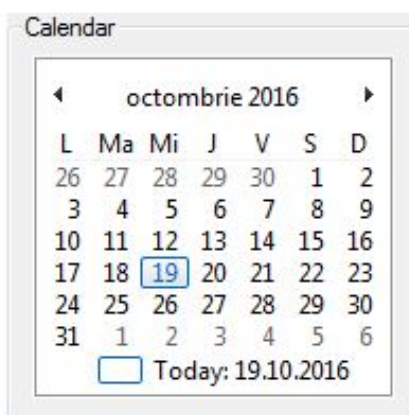 Calendar
octombrie 2016
L Ma Mi J V S D
26 27 28 29 30 1 2
3 4 5 6 7 8 9
10 11 12 13 14 15 16
17 18 19 20 21 22 23
24 25 26 27 28 29 30
31 1 2 3 4 5 6
Today: 19.10.2016